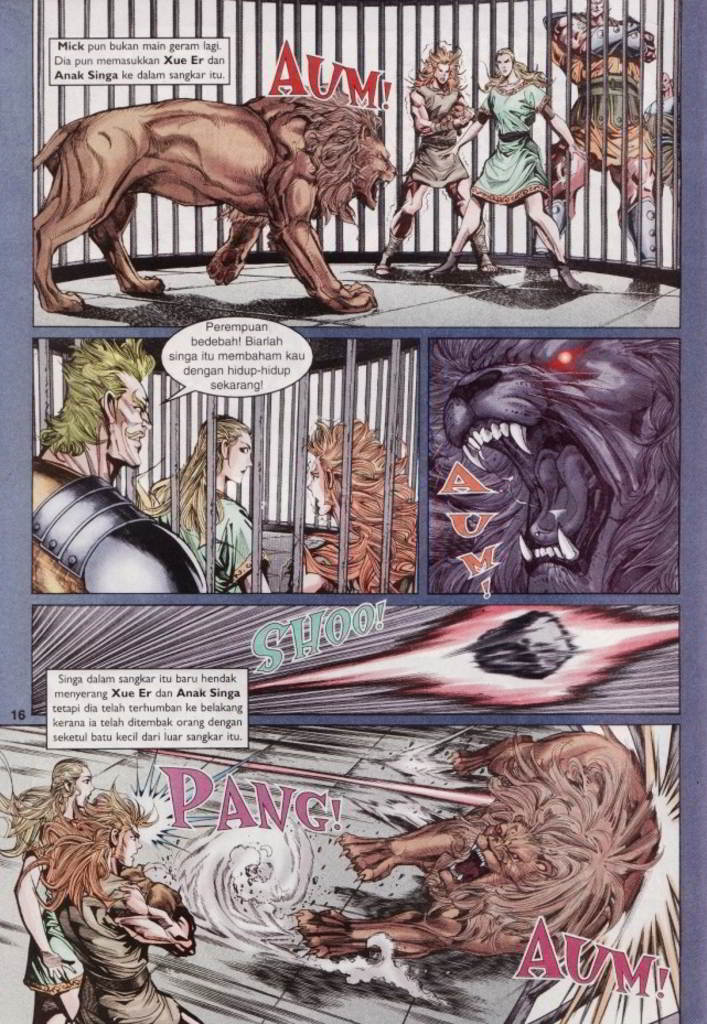 Mick pun bukan main geram lagi.
Dia pun memasukkan Xue Er dan
Anak Singa ke dalam sangkar itu.
AUM!
Perempuan
bedebah! Biarlah
singa itu membaham kau
dengan hidup-hidup
sekarang!
AUM!
SHOO!
Singa dalam sangkar itu baru hendak
menyerang Xue Er dan Anak Singa
tetapi dia telah terhumban ke belakang
kerana ia telah ditembak orang dengan
seketul batu kecil dari luar sangkar itu.
16
PANG!
AUM!